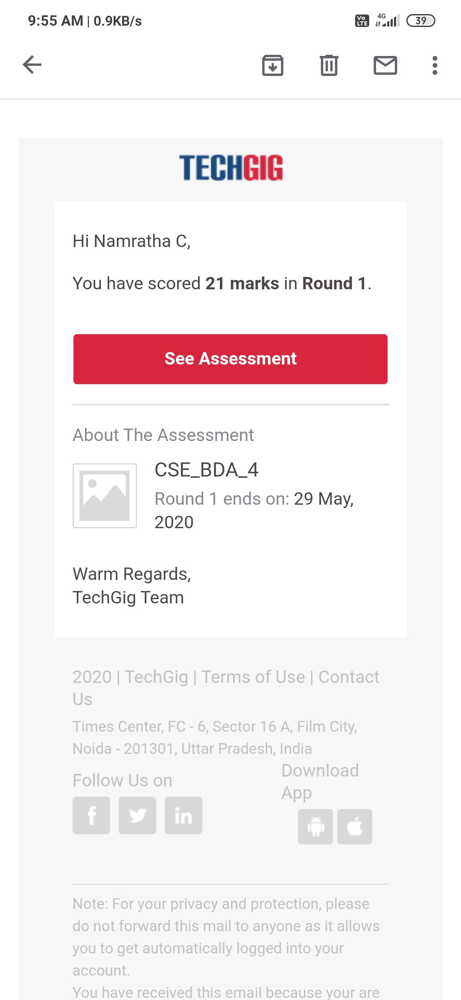 9:55 AM | 0.9KB/s
Vo LTE 4G 39
TECHGIG
Hi Namratha C,
You have scored 21 marks in Round 1.
See Assessment
About The Assessment
CSE_BDA_4
Round 1 ends on: 29 May,
2020
Warm Regards,
TechGig Team
2020 | TechGig | Terms of Use | Contact
Us
Times Center, FC - 6, Sector 16 A, Film City,
Noida - 201301, Uttar Pradesh, India
Follow Us on
Download
App
f in
Note: For your privacy and protection, please
do not forward this mail to anyone as it allows
you to get automatically logged into your
account.
You have received this email because your are